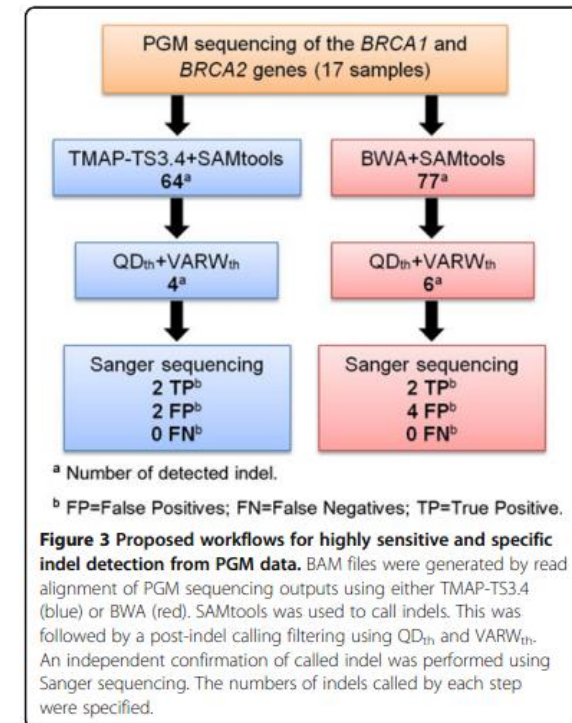 PGM sequencing of the BRCA1 and
BRCA2 genes (17 samples)
TMAP-TS3.4+SAMtools
64ᵃ
BWA+SAMtools
77ᵃ
QDth+VARWth
4ᵃ
QDth+VARWth
6ᵃ
Sanger sequencing
2 TPᵇ
2 FPᵇ
0 FNᵇ
Sanger sequencing
2 TPᵇ
4 FPᵇ
0 FNᵇ
ᵃ Number of detected indel.
ᵇ FP=False Positives; FN=False Negatives; TP=True Positive.
Figure 3 Proposed workflows for highly sensitive and specific
indel detection from PGM data. BAM files were generated by read
alignment of PGM sequencing outputs using either TMAP-TS3.4
(blue) or BWA (red). SAMtools was used to call indels. This was
followed by a post-indel calling filtering using QDth and VARWth.
An independent confirmation of called indel was performed using
Sanger sequencing. The numbers of indels called by each step
were specified.